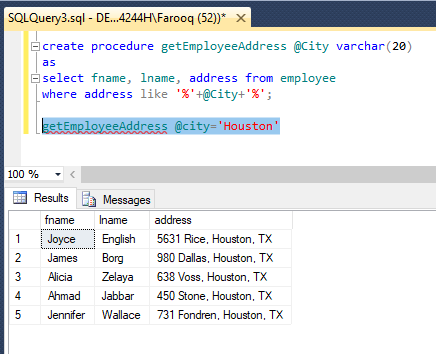 SQLQuery3.sql - DE...4244H\Farooq (52))*
create procedure getEmployeeAddress @City varchar(20)
as
select fname, lname, address from employee
where address like '%'+@City+'%';
getEmployeeAddress @city='Houston'
100 %
Results Messages
fname lname address
1 Joyce English 5631 Rice, Houston, TX
2 James Borg 980 Dallas, Houston, TX
3 Alicia Zelaya 638 Voss, Houston, TX
4 Ahmad Jabbar 450 Stone, Houston, TX
5 Jennifer Wallace 731 Fondren, Houston, TX